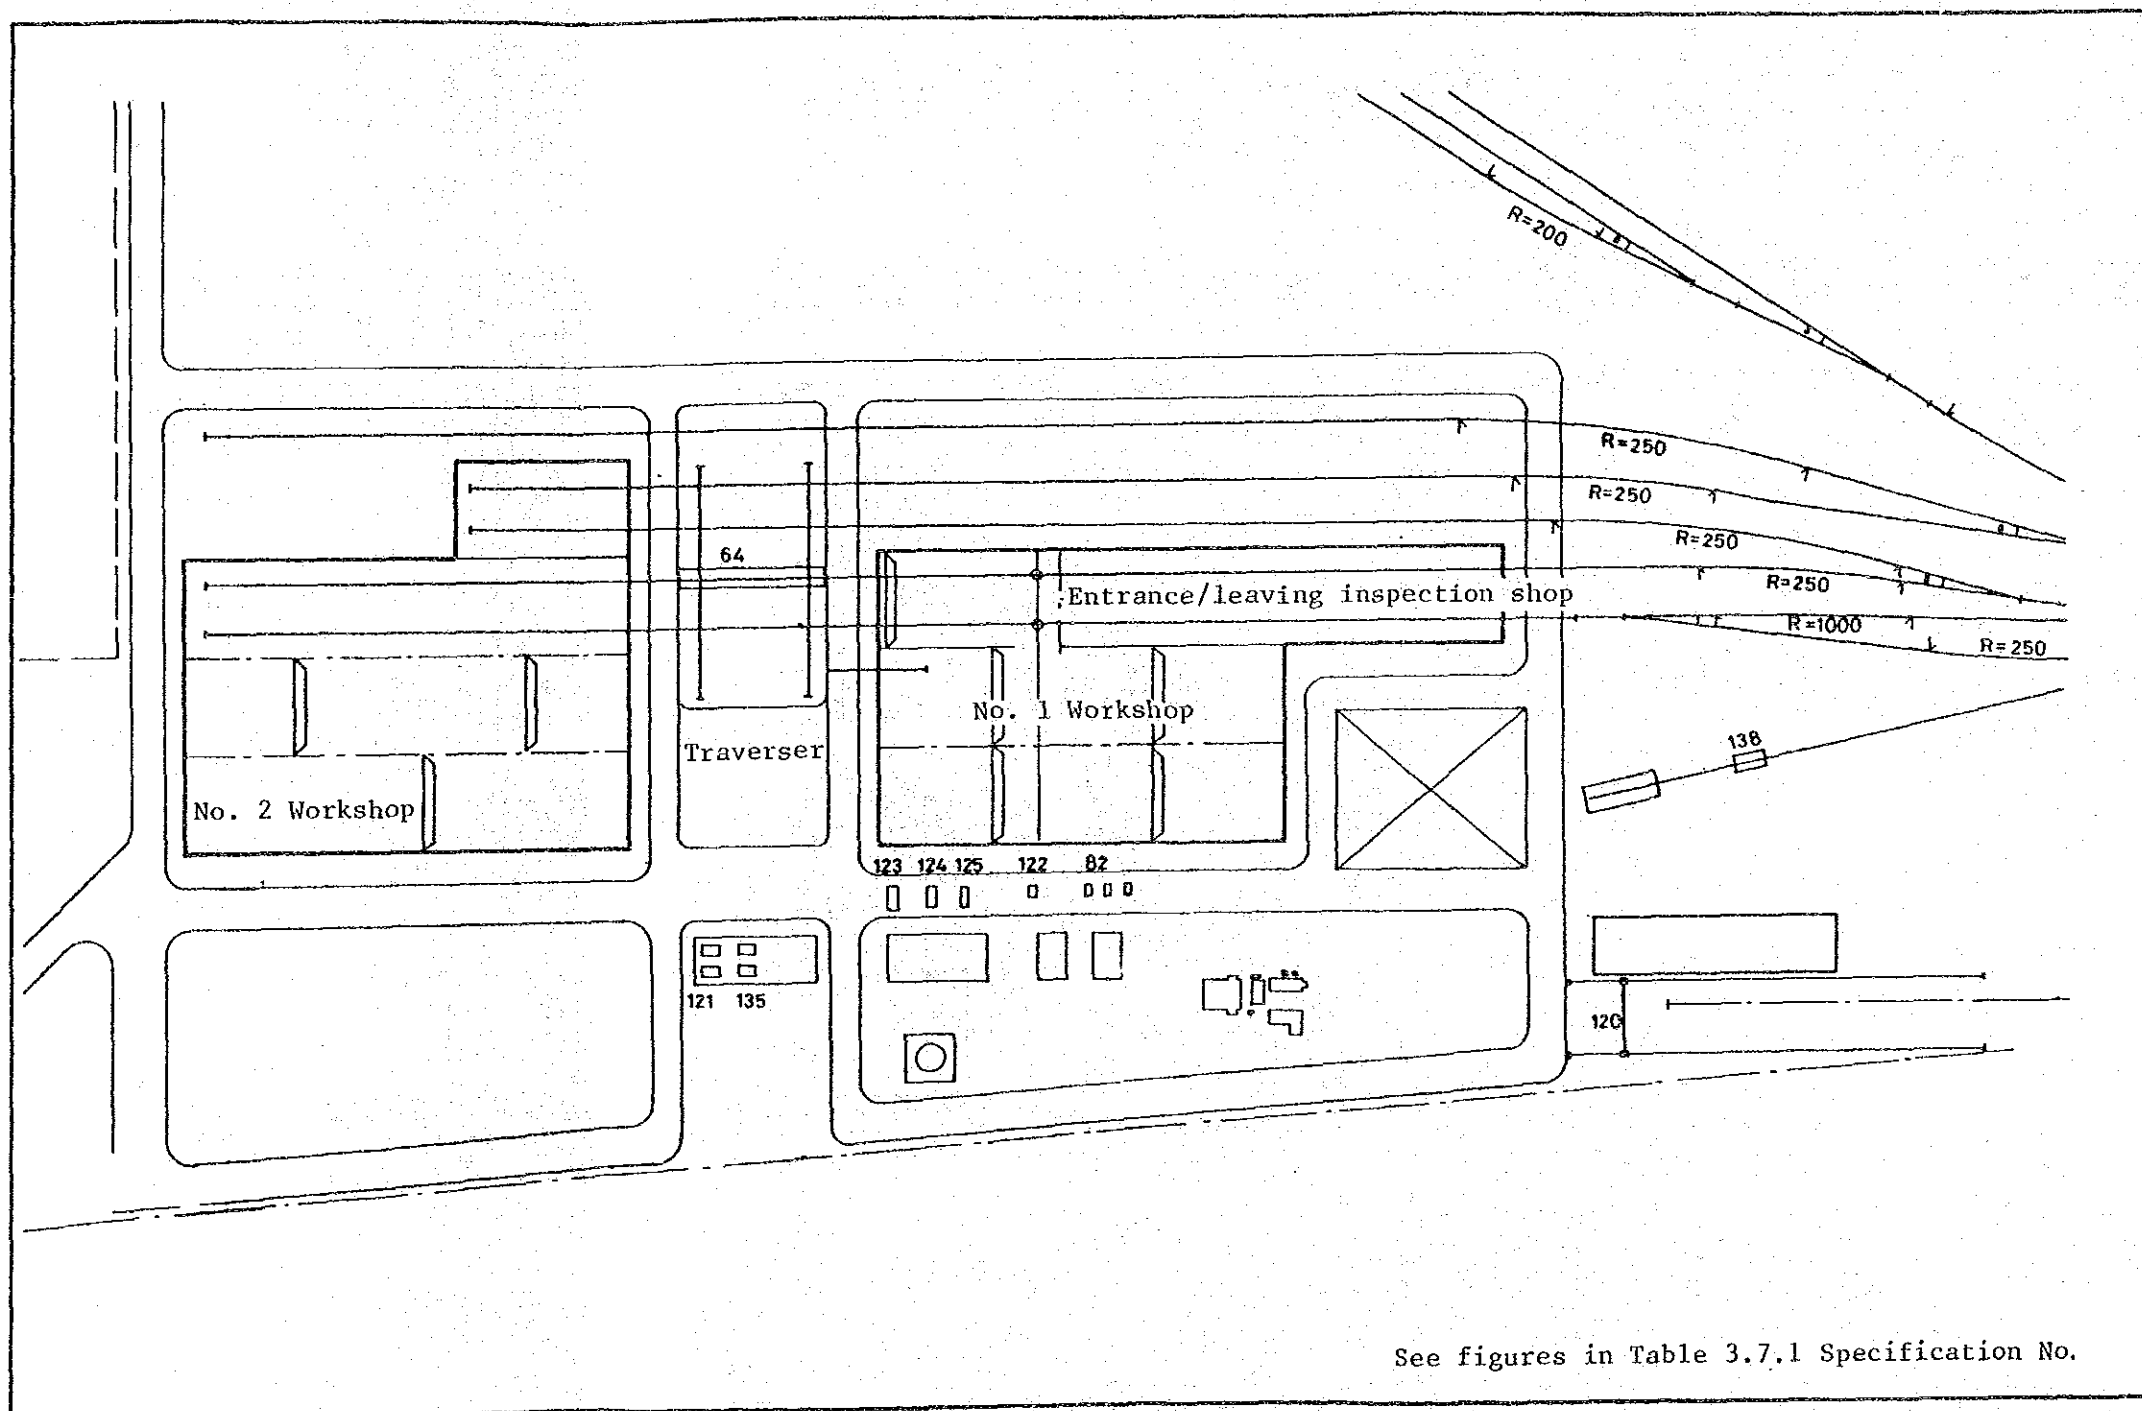 R=200
R=250
R=250
R=250
64
R=250
Entrance/leaving inspection shop
R=1000
R=250
No. 1 Workshop
138
Traverser
No. 2 Workshop
123 124 125 122 82
121 135
120
See figures in Table 3.7.1 Specification No.